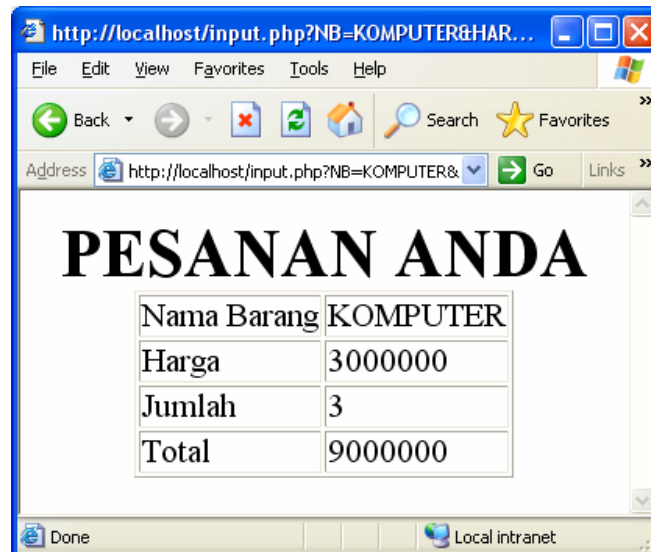 http://localhost/input.php?NB=KOMPUTER&HAR...
File Edit View Favorites Tools Help
Back Search Favorites »
Address http://localhost/input.php?NB=KOMPUTER& Go Links »
PESANAN ANDA
Nama Barang KOMPUTER
Harga 3000000
Jumlah 3
Total 9000000
Done Local intranet